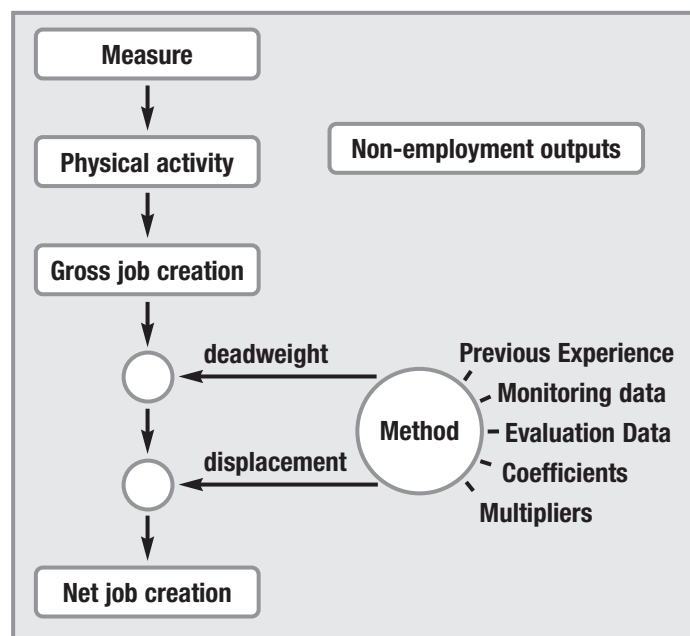 Measure
Physical activity
Non-employment outputs
Gross job creation
deadweight
Previous Experience
Monitoring data
Method
Evaluation Data
displacement
Coefficients
Multipliers
Net job creation